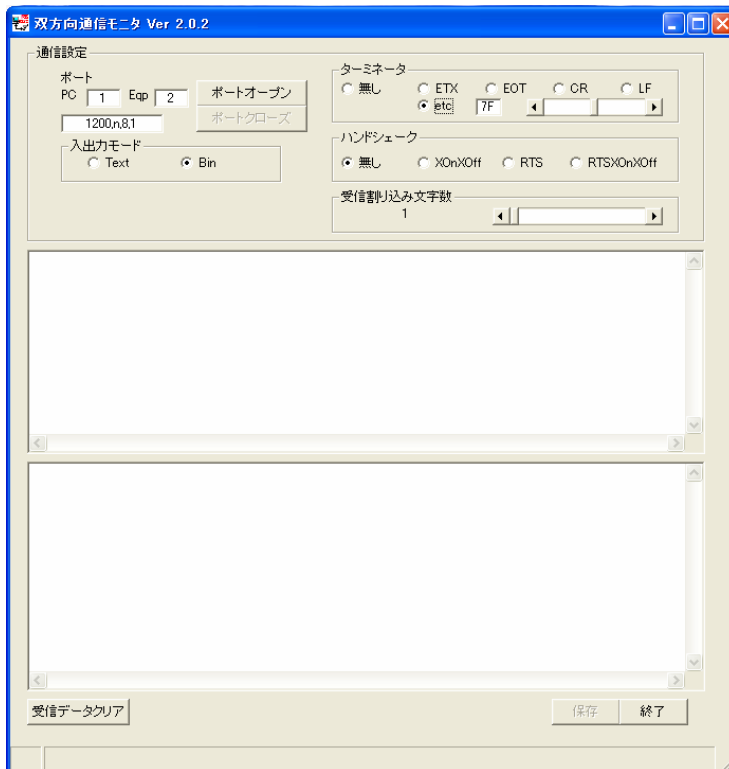 双方向通信モニタ Ver 2.0.2
通信設定
ポート
PC 1 Eqp 2
ポートオープン
1200,n,8,1
ポートクローズ
入出力モード
Text Bin
ターミネータ
無し ETX EOT CR LF
etc 7F
ハンドシェーク
無し XOnXOff RTS RTSXOnXOff
受信割り込み文字数
1
受信データクリア
保存 終了